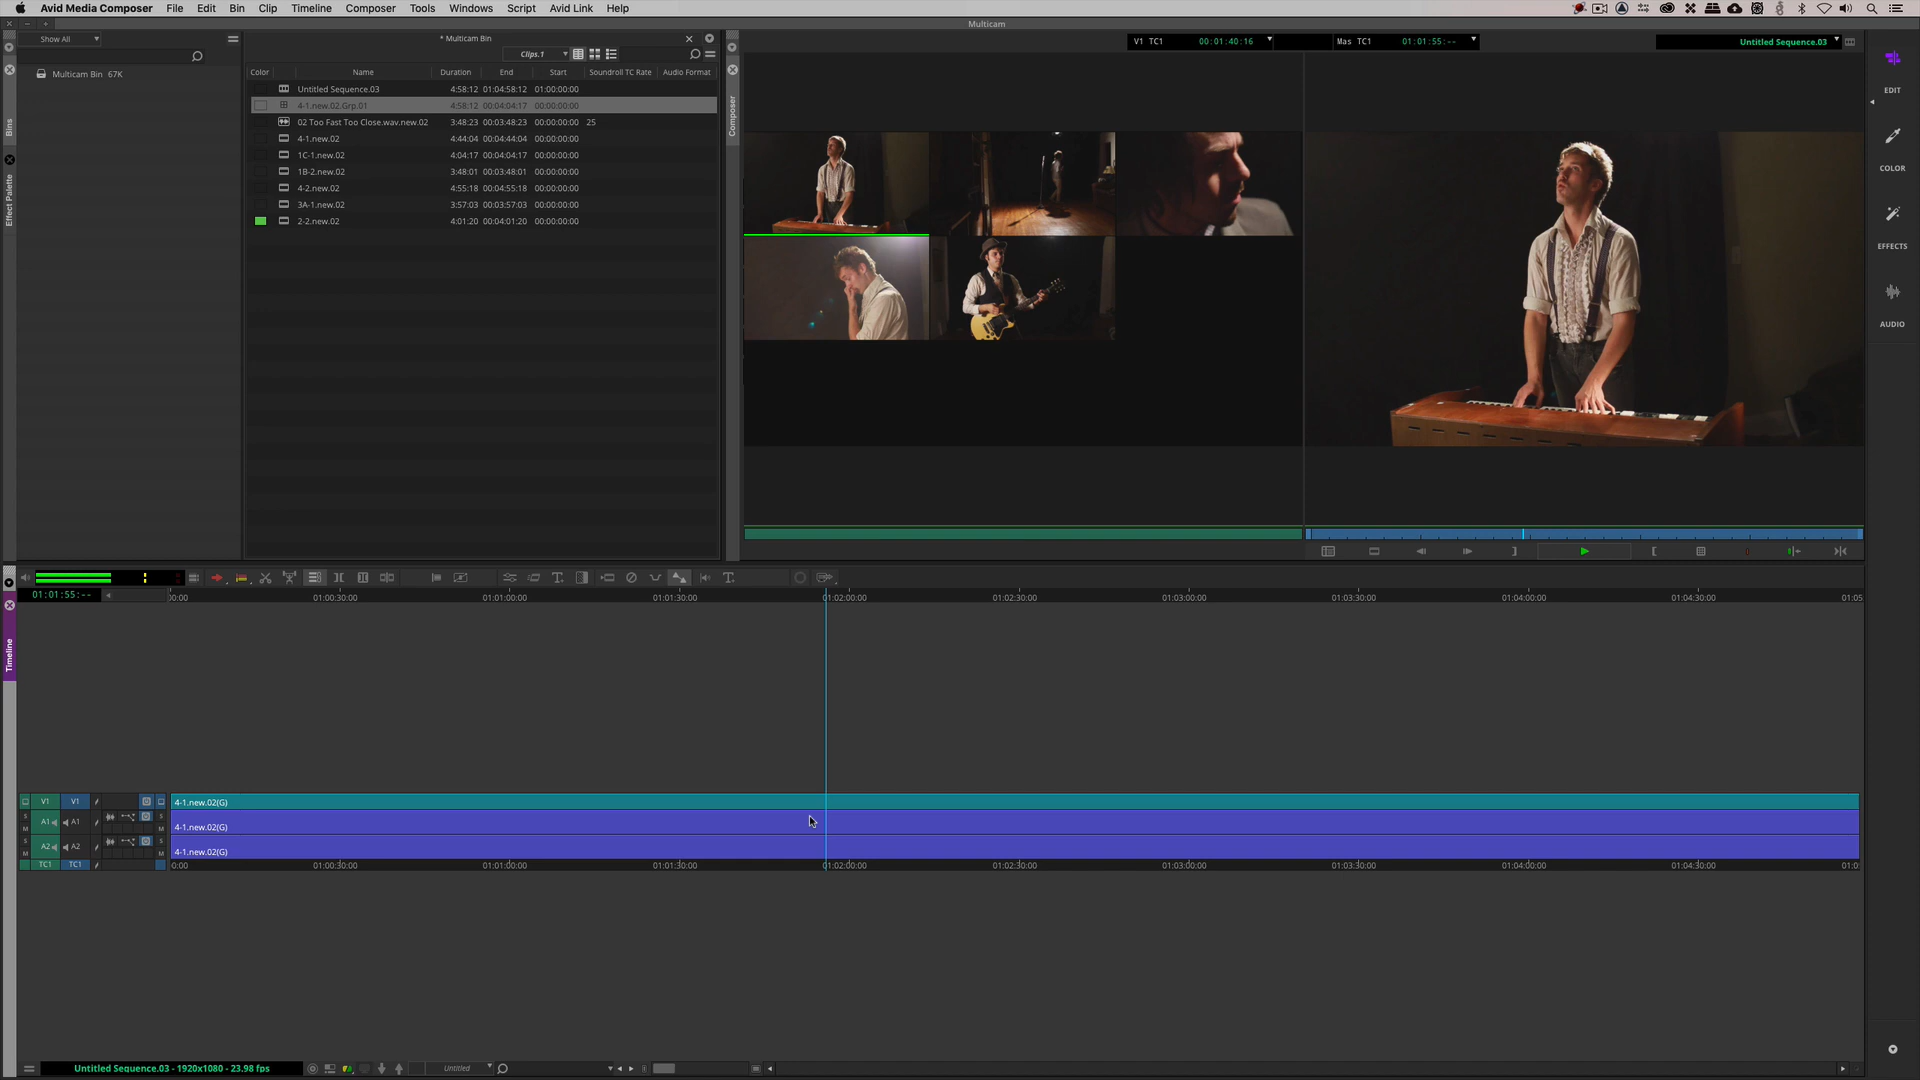 Avid Media Composer File Edit Bin Clip Timeline Composer Tools Windows Script Avid Link Help
Multicam
Show All
Multicam Bin 67K
Bins
Effect Palette
* Multicam Bin
Clips.1
Color Name Duration End Start Soundroll TC Rate Audio Format
Untitled Sequence.03 4:58:12 01:04:58:12 01:00:00:00
4-1.new.02.Grp.01 4:58:12 00:04:04:17 00:00:00:00
02 Too Fast Too Close.wav.new.02 3:48:23 00:03:48:23 00:00:00:00 25
4-1.new.02 4:44:04 00:04:44:04 00:00:00:00
1C-1.new.02 4:04:17 00:04:04:17 00:00:00:00
1B-2.new.02 3:48:01 00:03:48:01 00:00:00:00
4-2.new.02 4:55:18 00:04:55:18 00:00:00:00
3A-1.new.02 3:57:03 00:03:57:03 00:00:00:00
2-2.new.02 4:01:20 00:04:01:20 00:00:00:00
Composer
V1 TC1 00:01:40:16 Mas TC1 01:01:55:-- Untitled Sequence.03
EDIT
COLOR
EFFECTS
AUDIO
Timeline
01:01:55:--
0:00 01:00:30:00 01:01:00:00 01:01:30:00 01:02:00:00 01:02:30:00 01:03:00:00 01:03:30:00 01:04:00:00 01:04:30:00 01:05
V1 V1 4-1.new.02(G)
S S
A1 A1 4-1.new.02(G)
M M
S S
A2 A2 4-1.new.02(G)
M M
TC1 TC1 0:00 01:00:30:00 01:01:00:00 01:01:30:00 01:02:00:00 01:02:30:00 01:03:00:00 01:03:30:00 01:04:00:00 01:04:30:00 01:0
Untitled Sequence.03 - 1920x1080 - 23.98 fps Untitled